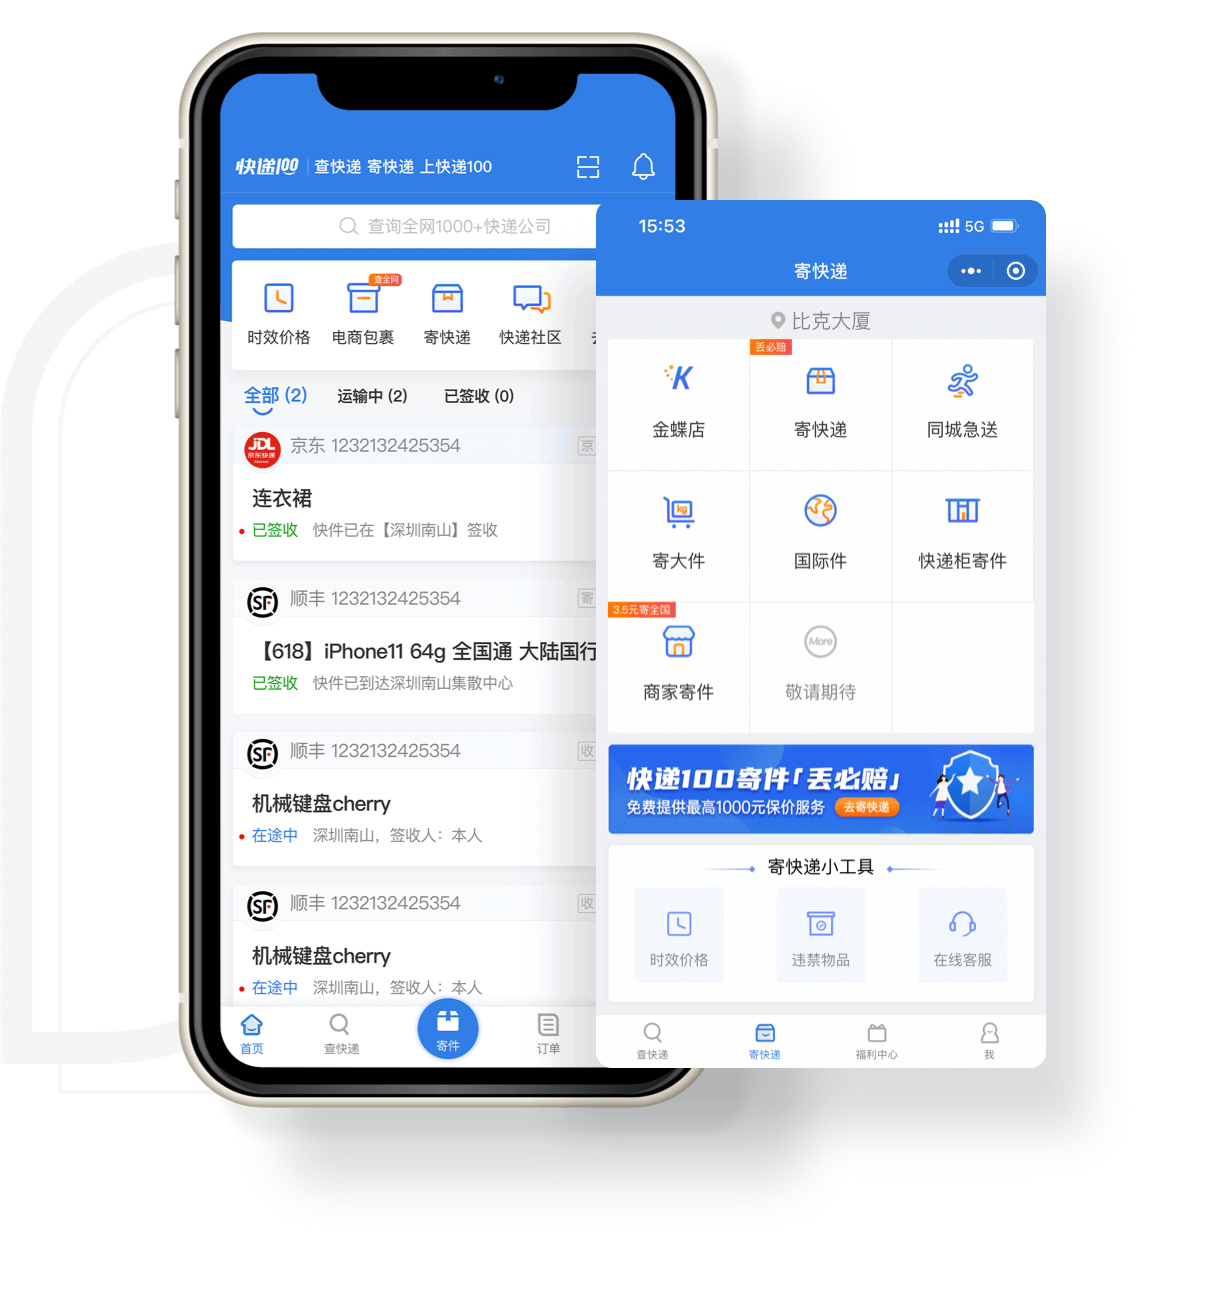 快递100 查快递 寄快递 上快递100
查询全网1000+快递公司
查全网
时效价格 电商包裹 寄快递 快递社区
全部 (2) 运输中 (2) 已签收 (0)
JDL
京东快递
Express
京东 1232132425354 京
连衣裙
已签收 快件已在【深圳南山】签收
SF
顺丰 1232132425354 寄
【618】iPhone11 64g 全国通 大陆国行
已签收 快件已到达深圳南山集散中心
SF
顺丰 1232132425354 收
机械键盘cherry
在途中 深圳南山，签收人：本人
SF
顺丰 1232132425354 收
机械键盘cherry
在途中 深圳南山，签收人：本人
首页 查快递 寄件 订单
15:53 5G
寄快递
比克大厦
丢必赔
K
金蝶店 寄快递 同城急送
kg
寄大件 国际件 快递柜寄件
3.5元寄全国
More
商家寄件 敬请期待
快递100寄件「丢必赔」
免费提供最高1000元保价服务 去寄快递
寄快递小工具
时效价格 违禁物品 在线客服
查快递 寄快递 福利中心 我